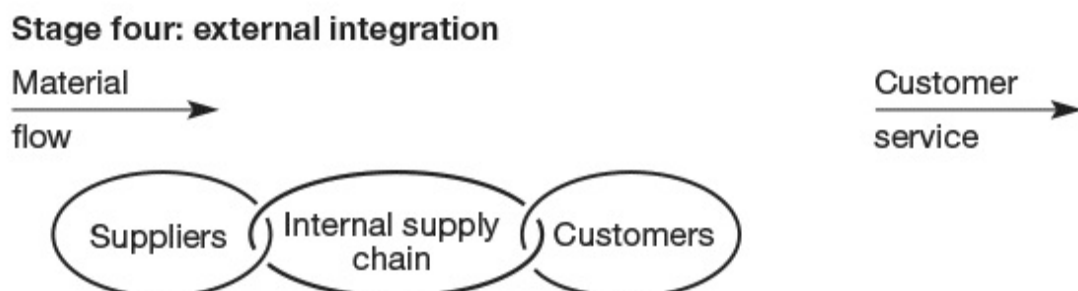 Stage four: external integration
Material
flow
Customer
service
Suppliers
Internal supply
chain
Customers